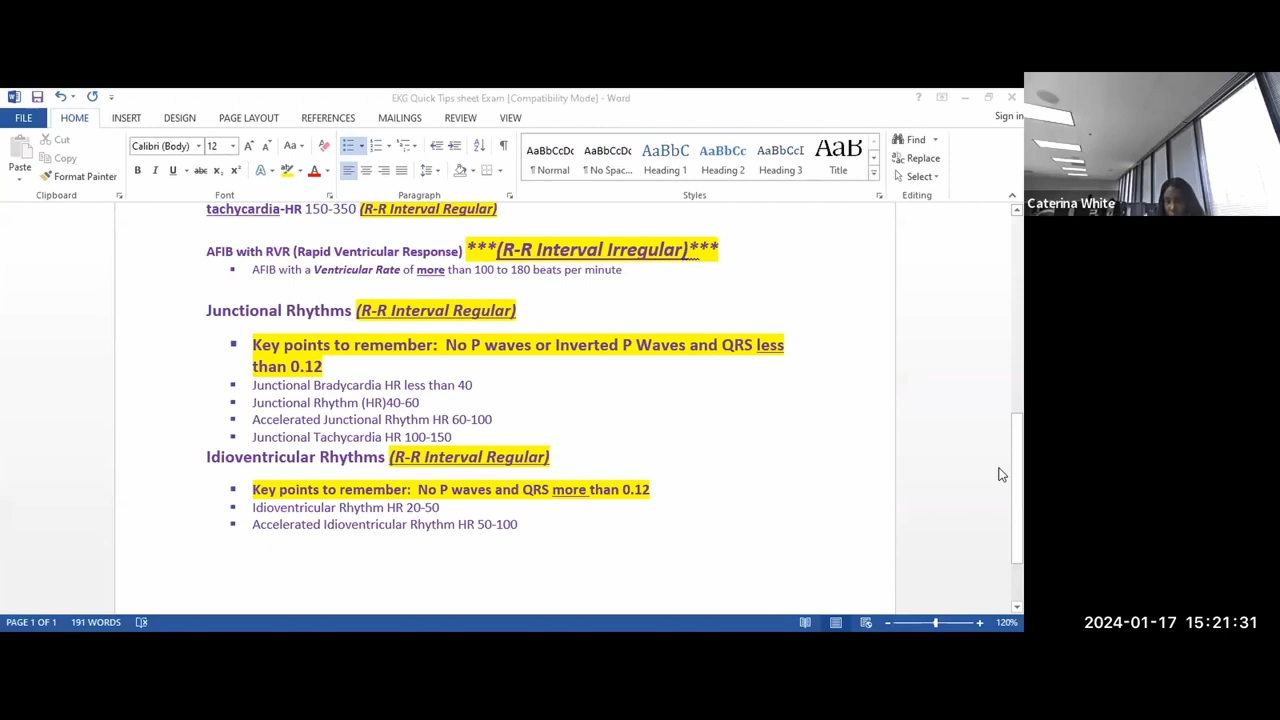 EKG Quick Tips sheet Exam [Compatibility Mode] - Word
Sign in
FILE HOME INSERT DESIGN PAGE LAYOUT REFERENCES MAILINGS REVIEW VIEW
Paste
Cut
Copy
Format Painter
Clipboard
Calibri (Body) 12
Font
Paragraph
AaBbCcDc AaBbCcDc AaBbC AaBbCc AaBbCcI AaB
¶ Normal ¶ No Spac... Heading 1 Heading 2 Heading 3 Title
Styles
Find
Replace
Select
Editing
Caterina White
tachycardia-HR 150-350 (R-R Interval Regular)
AFIB with RVR (Rapid Ventricular Response) ***(R-R Interval Irregular)***
▪ AFIB with a Ventricular Rate of more than 100 to 180 beats per minute
Junctional Rhythms (R-R Interval Regular)
▪ Key points to remember: No P waves or Inverted P Waves and QRS less
than 0.12
▪ Junctional Bradycardia HR less than 40
▪ Junctional Rhythm (HR)40-60
▪ Accelerated Junctional Rhythm HR 60-100
▪ Junctional Tachycardia HR 100-150
Idioventricular Rhythms (R-R Interval Regular)
▪ Key points to remember: No P waves and QRS more than 0.12
▪ Idioventricular Rhythm HR 20-50
▪ Accelerated Idioventricular Rhythm HR 50-100
PAGE 1 OF 1 191 WORDS
120%
2024-01-17 15:21:31